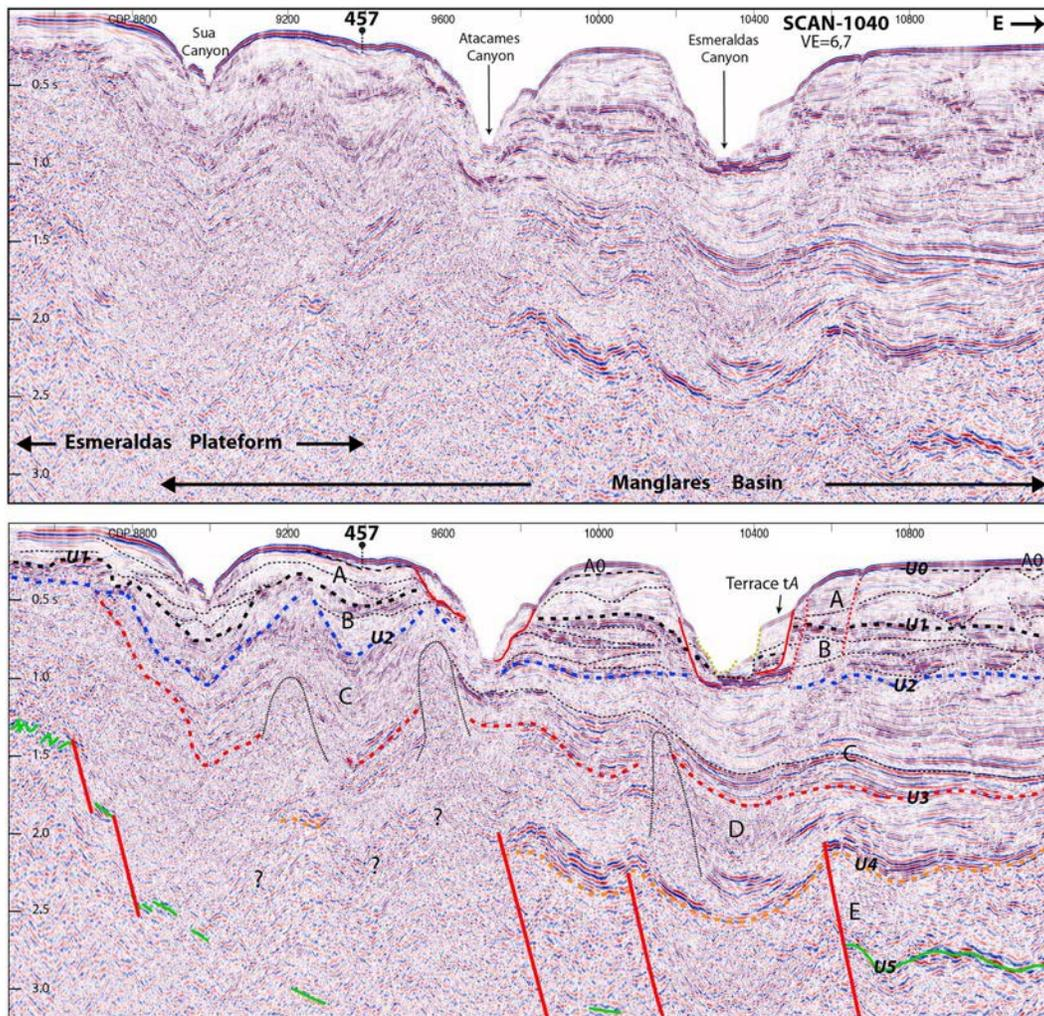 CDP 8800 9200 457 9600 10000 10400 SCAN-1040 10800 E
VE=6,7
Sua
Canyon
Atacames
Canyon
Esmeraldas
Canyon
0.5 s
1.0
1.5
2.0
2.5
3.0
Esmeraldas Plateform
Manglares Basin
CDP 8800 9200 457 9600 10000 10400 10800
U1 A A0 U0 A0
Terrace tA A
0.5 s
B U2 U1
B
1.0 C U2
1.5 C
U3
2.0 ? D
? ? U4
2.5 E
U5
3.0